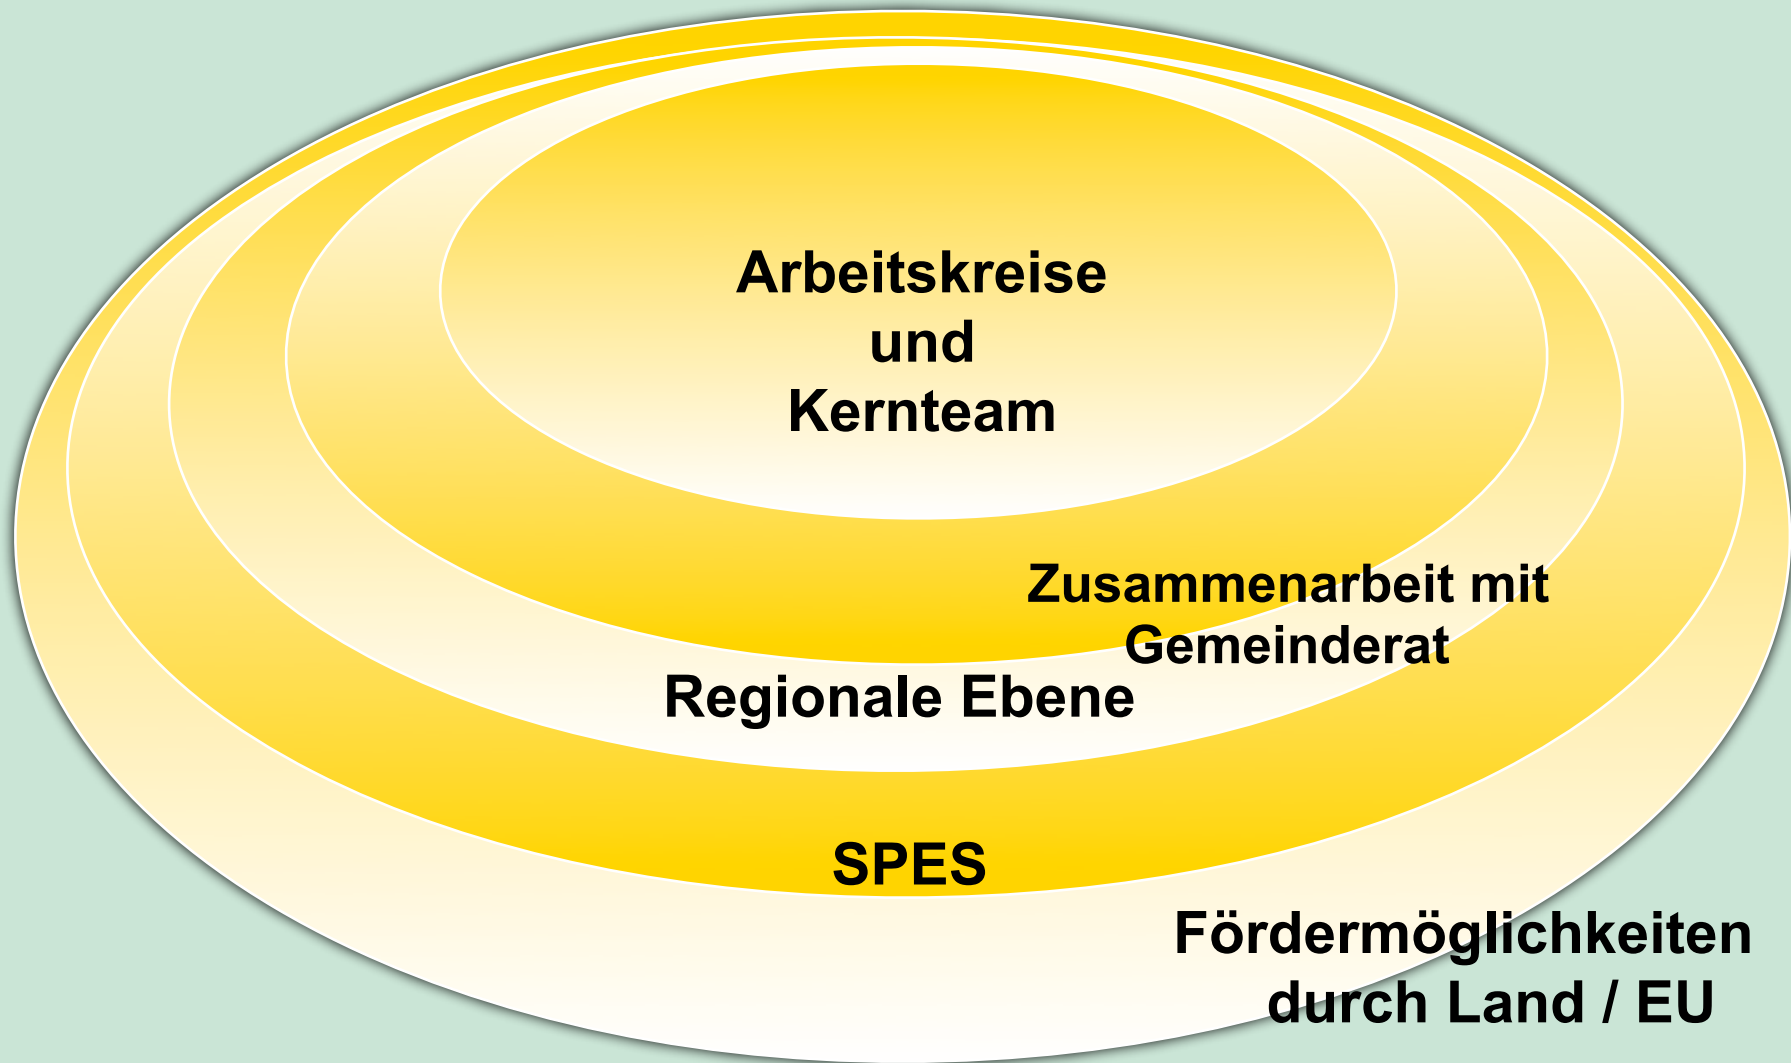 Arbeitskreise
und
Kernteam
Zusammenarbeit mit
Gemeinderat
Regionale Ebene
SPES
Fördermöglichkeiten
durch Land / EU